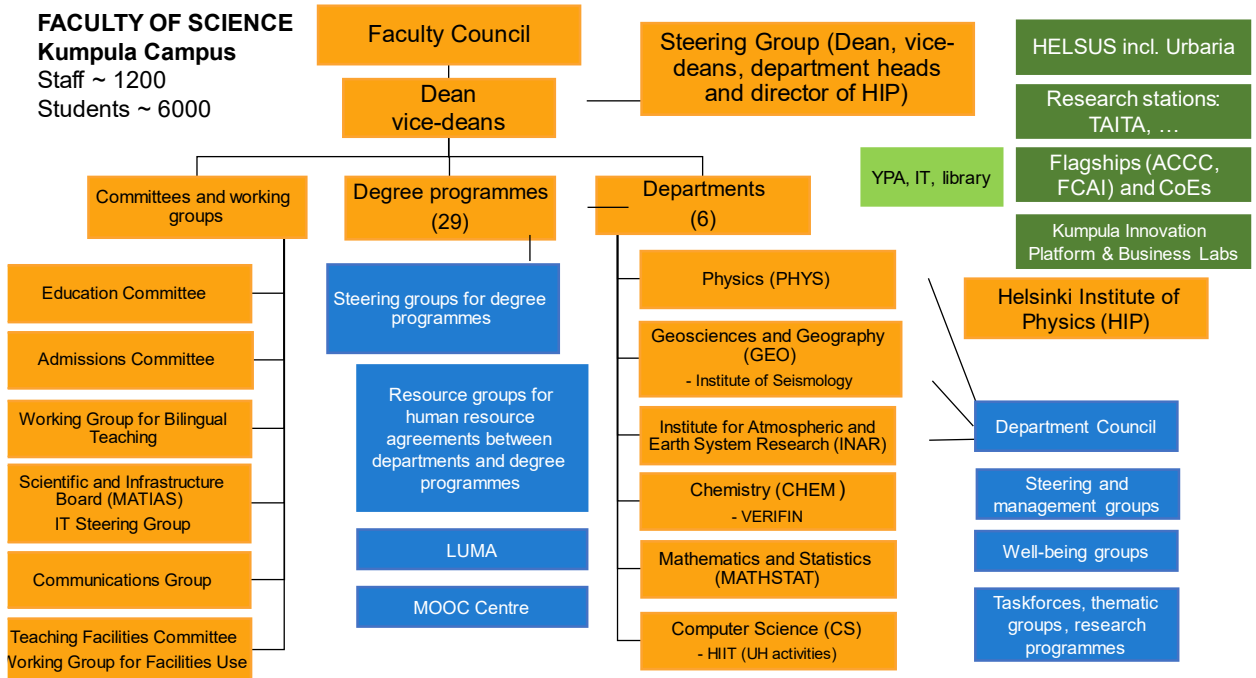 FACULTY OF SCIENCE
Kumpula Campus
Staff ~ 1200
Students ~ 6000
Faculty Council
Dean
vice-deans
Steering Group (Dean, vice-
deans, department heads
and director of HIP)
HELSUS incl. Urbaria
Research stations:
TAITA, …
Flagships (ACCC,
FCAI) and CoEs
Kumpula Innovation
Platform & Business Labs
YPA, IT, library
Helsinki Institute of
Physics (HIP)
Committees and working
groups
Education Committee
Admissions Committee
Working Group for Bilingual
Teaching
Scientific and Infrastructure
Board (MATIAS)
IT Steering Group
Communications Group
Teaching Facilities Committee
Working Group for Facilities Use
Degree programmes
(29)
Steering groups for degree
programmes
Resource groups for
human resource
agreements between
departments and degree
programmes
LUMA
MOOC Centre
Departments
(6)
Physics (PHYS)
Geosciences and Geography
(GEO)
- Institute of Seismology
Institute for Atmospheric and
Earth System Research (INAR)
Chemistry (CHEM )
- VERIFIN
Mathematics and Statistics
(MATHSTAT)
Computer Science (CS)
- HIIT (UH activities)
Department Council
Steering and
management groups
Well-being groups
Taskforces, thematic
groups, research
programmes